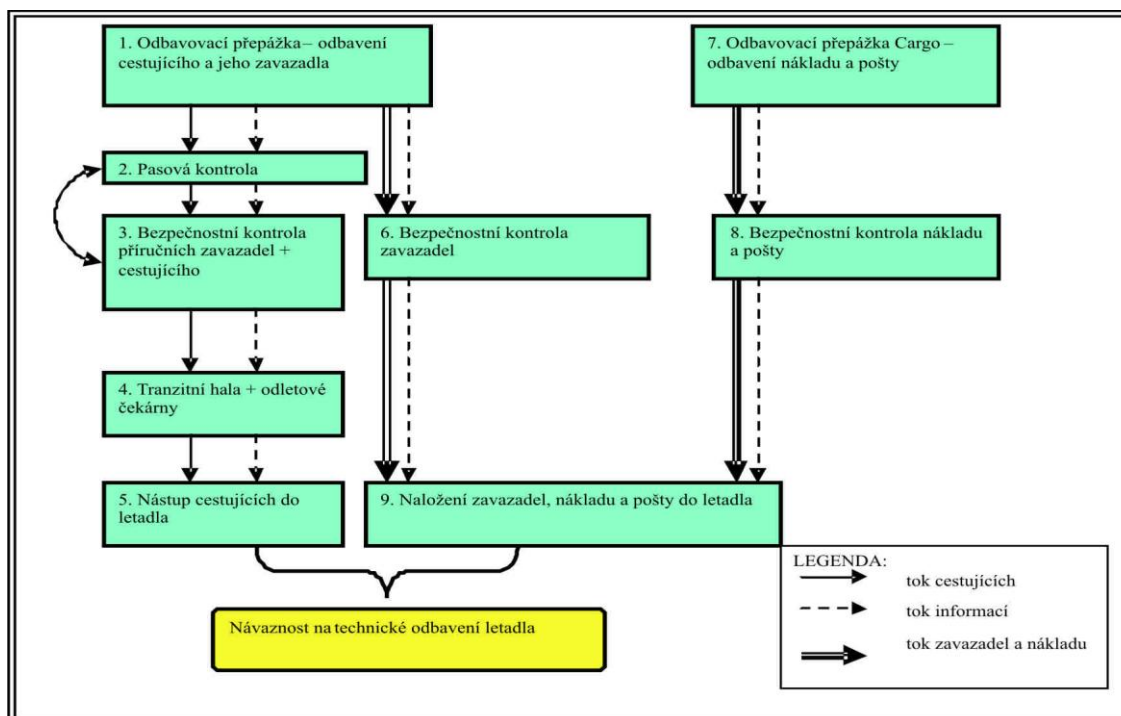 1. Odbavovací přepážka – odbavení
cestujícího a jeho zavazadla
7. Odbavovací přepážka Cargo –
odbavení nákladu a pošty
2. Pasová kontrola
3. Bezpečnostní kontrola
příručních zavazadel +
cestujícího
6. Bezpečnostní kontrola
zavazadel
8. Bezpečnostní kontrola nákladu
a pošty
4. Tranzitní hala + odletové
čekárny
5. Nástup cestujících do
letadla
9. Naložení zavazadel, nákladu a pošty do letadla
Návaznost na technické odbavení letadla
LEGENDA:
tok cestujících
tok informací
tok zavazadel a nákladu